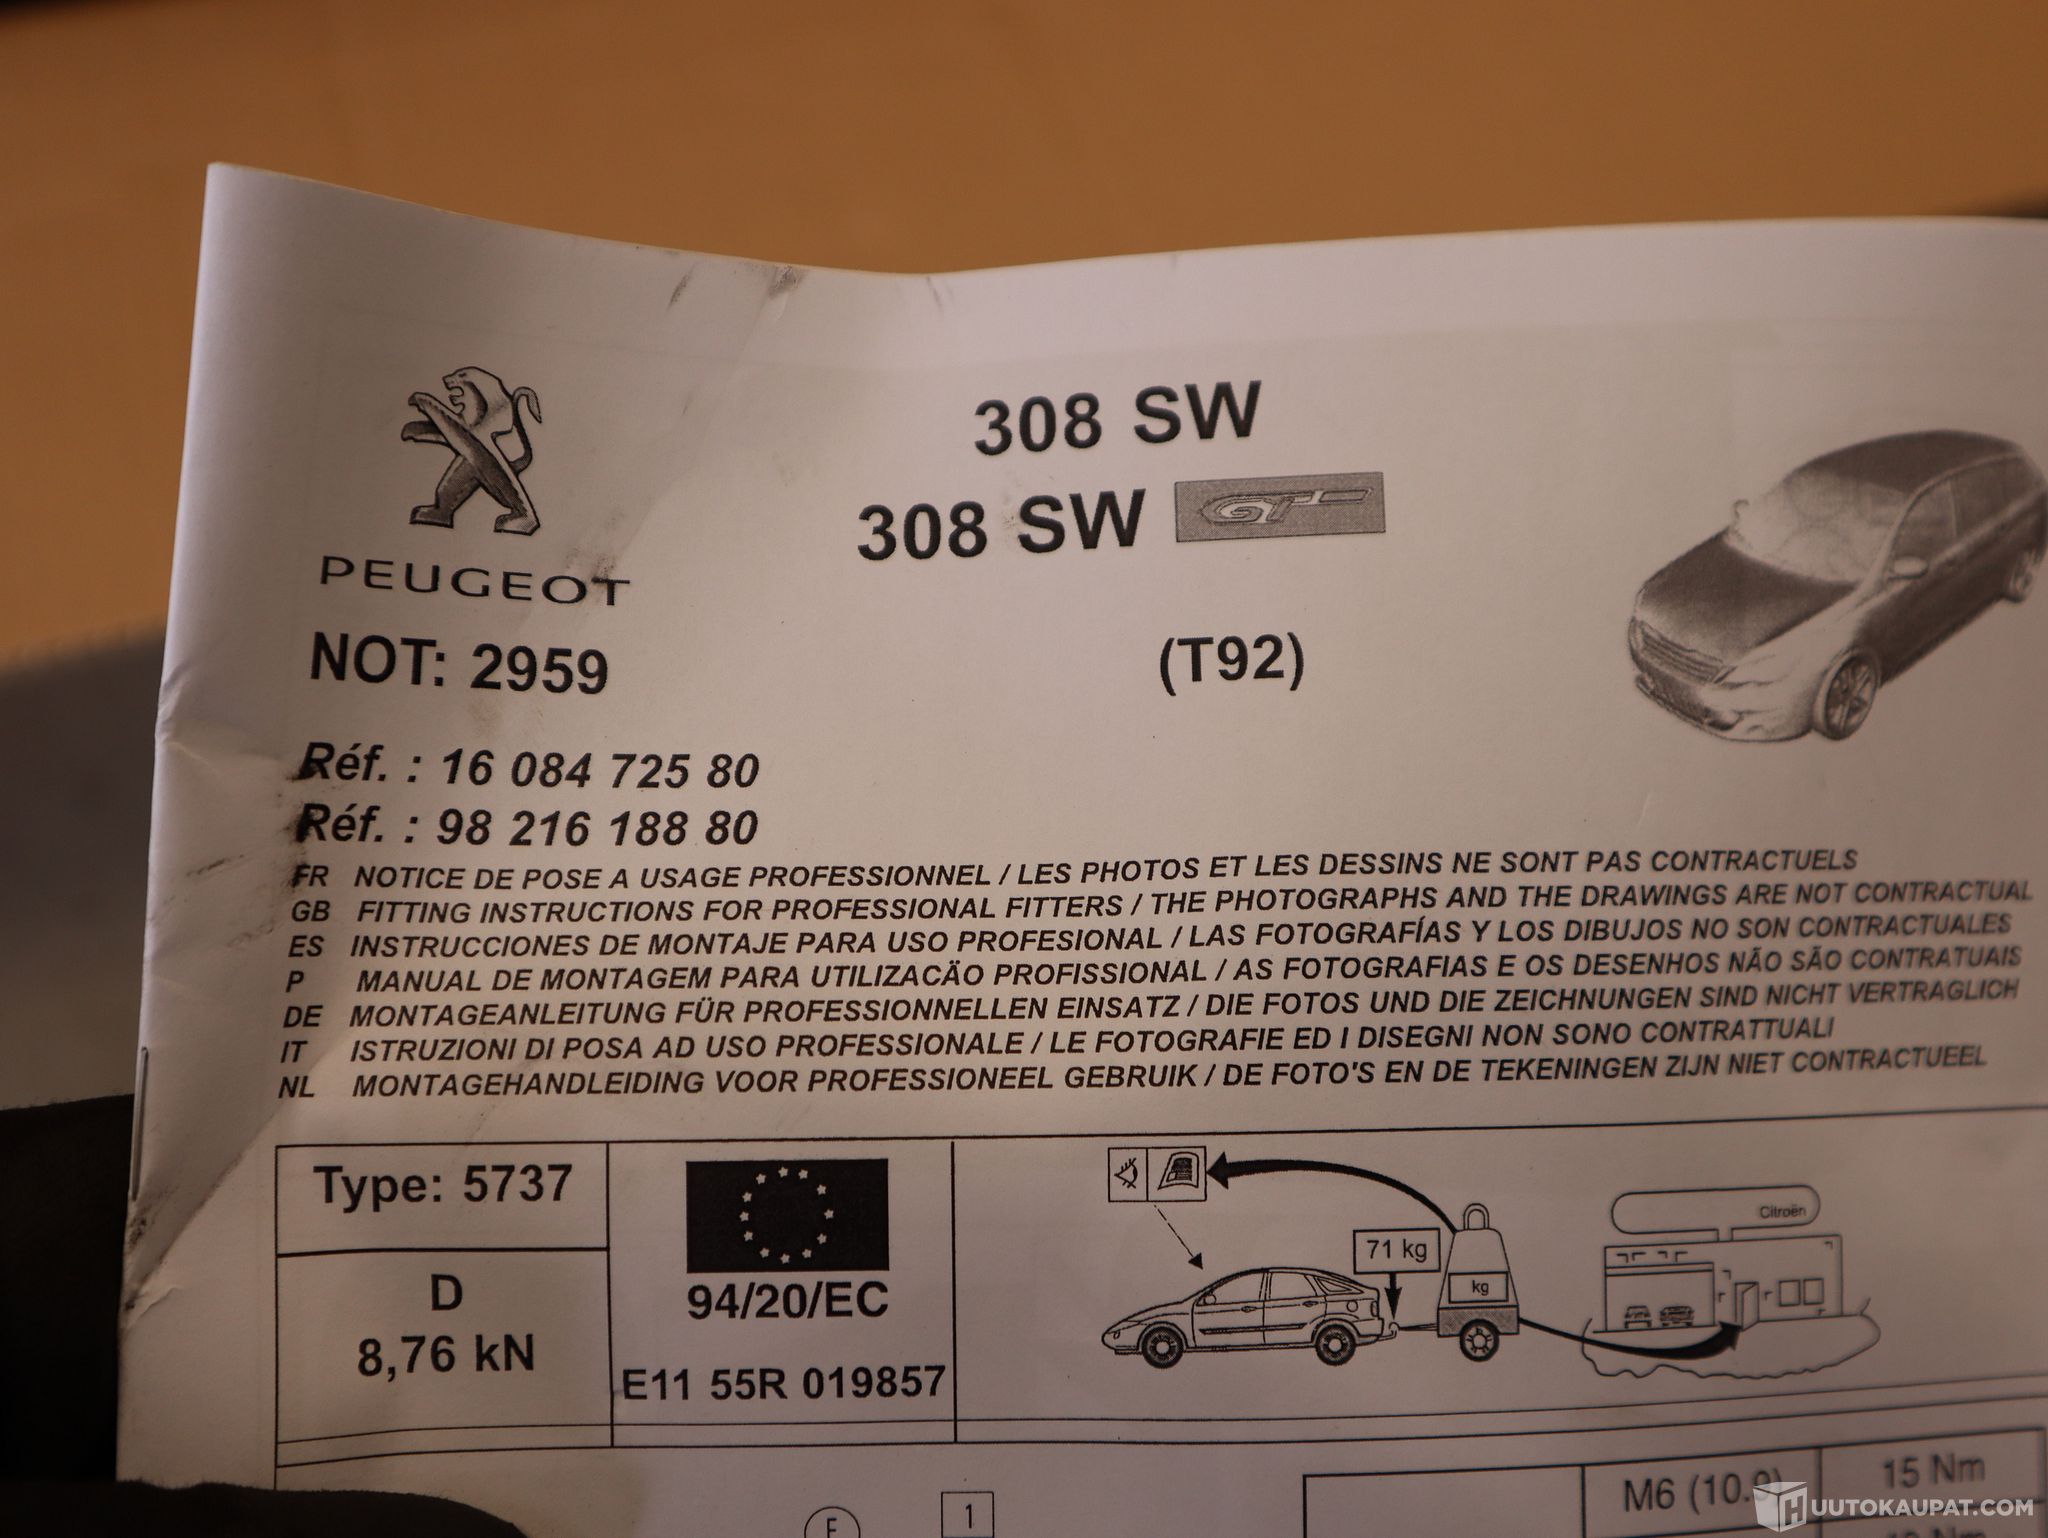 308 SW
308 SW GT
PEUGEOT
NOT: 2959
(T92)
Réf. : 16 084 725 80
Réf. : 98 216 188 80
FR NOTICE DE POSE A USAGE PROFESSIONNEL / LES PHOTOS ET LES DESSINS NE SONT PAS CONTRACTUELS
GB FITTING INSTRUCTIONS FOR PROFESSIONAL FITTERS / THE PHOTOGRAPHS AND THE DRAWINGS ARE NOT CONTRACTUAL
ES INSTRUCCIONES DE MONTAJE PARA USO PROFESIONAL / LAS FOTOGRAFÍAS Y LOS DIBUJOS NO SON CONTRACTUALES
P MANUAL DE MONTAGEM PARA UTILIZACÄO PROFISSIONAL / AS FOTOGRAFIAS E OS DESENHOS NÃO SÃO CONTRATUAIS
DE MONTAGEANLEITUNG FÜR PROFESSIONNELLEN EINSATZ / DIE FOTOS UND DIE ZEICHNUNGEN SIND NICHT VERTRAGLICH
IT ISTRUZIONI DI POSA AD USO PROFESSIONALE / LE FOTOGRAFIE ED I DISEGNI NON SONO CONTRATTUALI
NL MONTAGEHANDLEIDING VOOR PROFESSIONEEL GEBRUIK / DE FOTO'S EN DE TEKENINGEN ZIJN NIET CONTRACTUEEL
Type: 5737
D
8,76 kN
94/20/EC
E11 55R 019857
71 kg
kg
Citroën
1
M6 (10.9)
15 Nm
HUUTOKAUPAT.COM